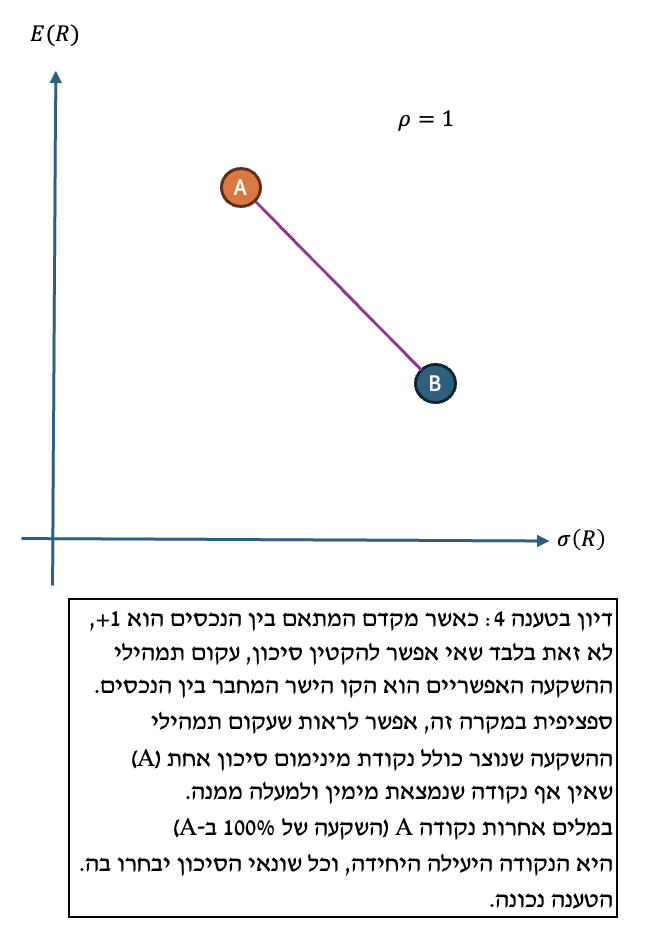 E(R)
ρ = 1
A
B
σ(R)
דיון בטענה 4: כאשר מקדם המתאם בין הנכסים הוא 1+,
לא זאת בלבד שאי אפשר להקטין סיכון, עקום תמהילי
ההשקעה האפשריים הוא הקו הישר המחבר בין הנכסים.
ספציפית במקרה זה, אפשר לראות שעקום תמהילי
ההשקעה שנוצר כולל נקודת מינימום סיכון אחת (A)
שאין אף נקודה שנמצאת מימין ולמעלה ממנה.
במלים אחרות נקודה A (השקעה של 100% ב-A)
היא הנקודה היעילה היחידה, וכל שונאי הסיכון יבחרו בה.
הטענה נכונה.